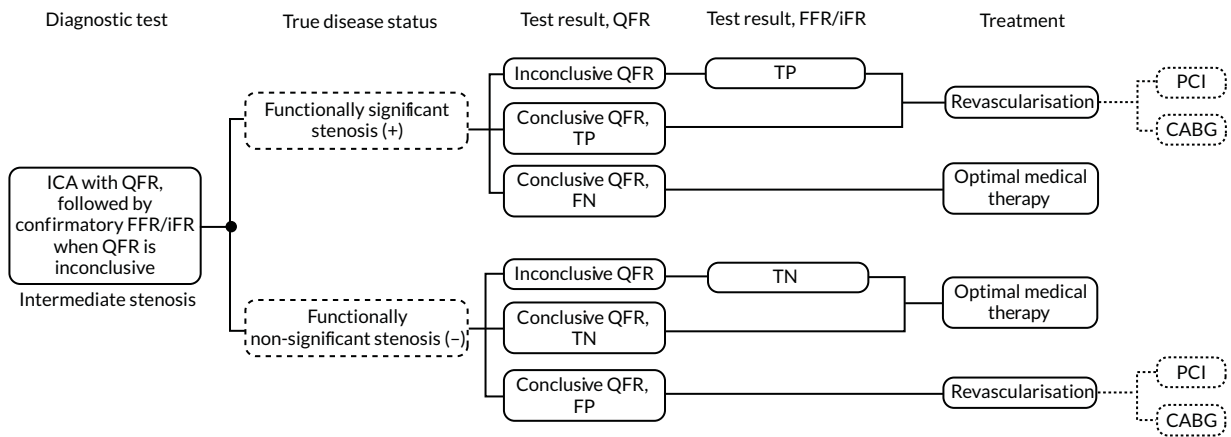 Diagnostic test
True disease status
Test result, QFR
Test result, FFR/iFR
Treatment
ICA with QFR,
followed by
confirmatory FFR/iFR
when QFR is
inconclusive
Intermediate stenosis
Functionally significant
stenosis (+)
Inconclusive QFR
TP
Conclusive QFR,
TP
Revascularisation
PCI
CABG
Conclusive QFR,
FN
Optimal medical
therapy
Functionally
non-significant stenosis (–)
Inconclusive QFR
TN
Conclusive QFR,
TN
Optimal medical
therapy
Conclusive QFR,
FP
Revascularisation
PCI
CABG